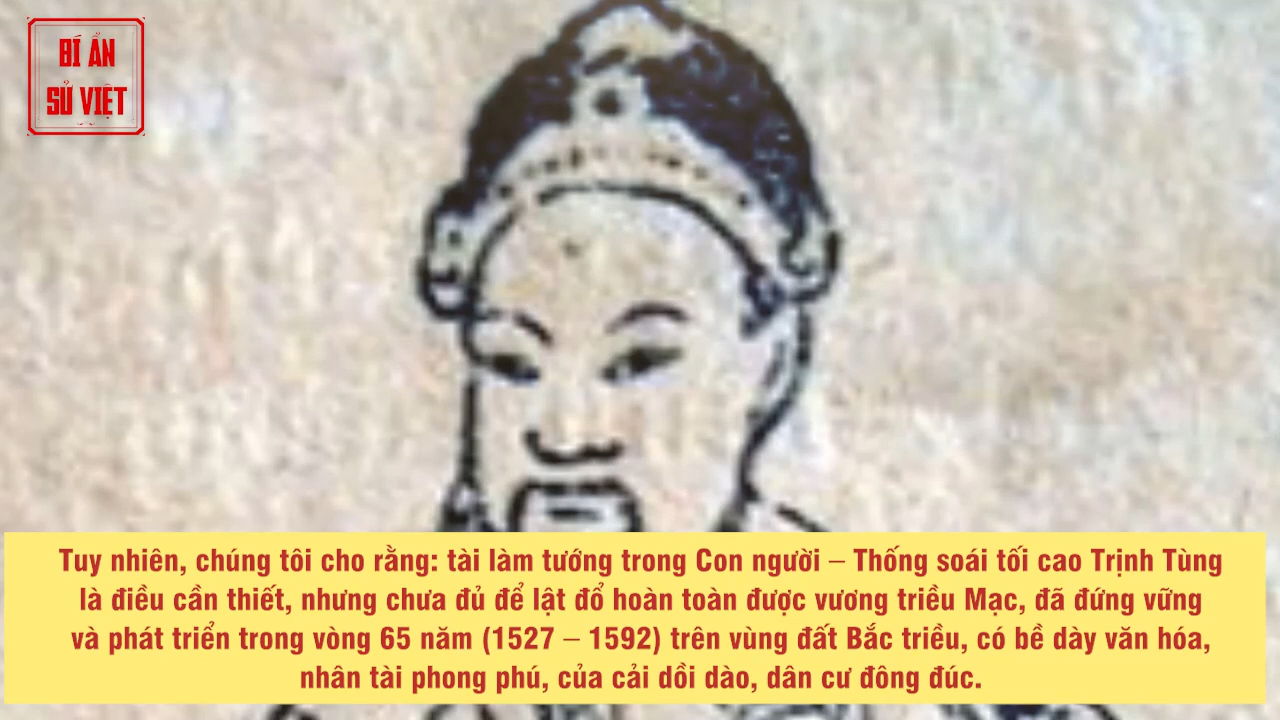 BÍ ẨN
SỬ VIỆT
Tuy nhiên, chúng tôi cho rằng: tài làm tướng trong Con người – Thống soái tối cao Trịnh Tùng
là điều cần thiết, nhưng chưa đủ để lật đổ hoàn toàn được vương triều Mạc, đã đứng vững
và phát triển trong vòng 65 năm (1527 – 1592) trên vùng đất Bắc triều, có bề dày văn hóa,
nhân tài phong phú, của cải dồi dào, dân cư đông đúc.